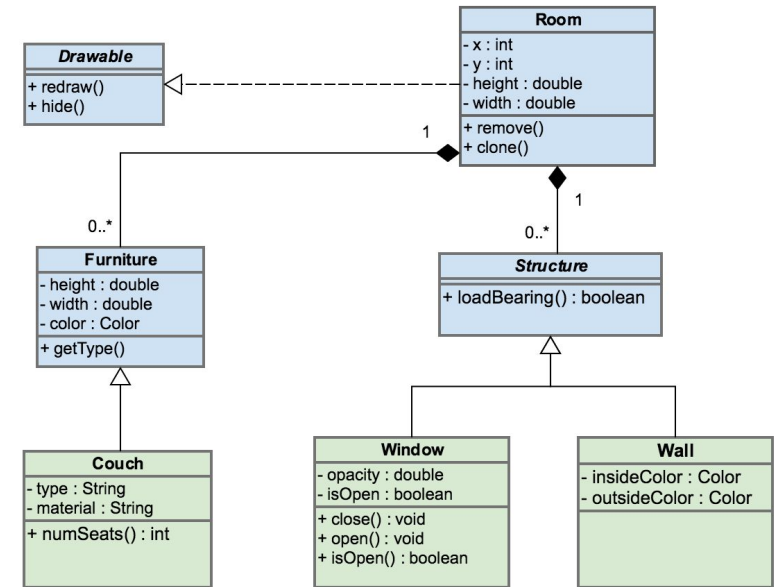 Room
- x : int
- y : int
- height : double
- width : double
+ remove()
+ clone()
Drawable
+ redraw()
+ hide()
1
1
0..*
0..*
Furniture
- height : double
- width : double
- color : Color
+ getType()
Structure
+ loadBearing() : boolean
Couch
- type : String
- material : String
+ numSeats() : int
Window
- opacity : double
- isOpen : boolean
+ close() : void
+ open() : void
+ isOpen() : boolean
Wall
- insideColor : Color
- outsideColor : Color